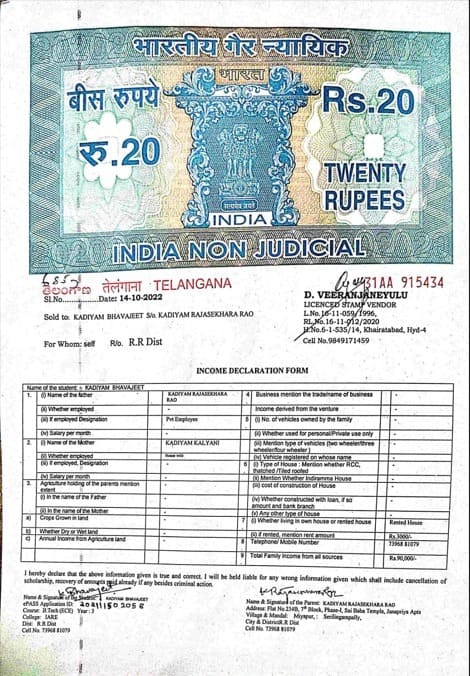 भारतीय गैर न्यायिक
भारत
बीस रुपये
Rs.20
रु.20
TWENTY
RUPEES
सत्यमेव जयते
INDIA
INDIA NON JUDICIAL
తెలంగాణ तेलंगाना TELANGANA
31AA 915434
Sl.No.............. Date: 14-10-2022
D. VEERANJANEYULU
LICENCED STAMP VENDOR
Sold to: KADIYAM BHAVAJEET S/o. KADIYAM RAJASEKHARA RAO
L.No.16-11-059/1996,
RL.No.16-11-012/2020
For Whom: self R/o. R.R Dist
H.No.6-1-535/14, Khairatabad, Hyd-4
Cell No.9849171459
INCOME DECLARATION FORM
Name of the student :- KADIYAM BHAVAJEET
1. (i) Name of the father KADIYAM RAJASEKHARA RAO
(ii) Whether employed -
(iii) If employed Designation Pvt Employee
(iv) Salary per month -
2. (i) Name of the Mother KADIYAM KALYANI
(ii) Whether employed House wife
(iii) If employed, Designation -
(iv) Salary per month -
3. Agriculture holding of the parents mention extent -
(i) In the name of the Father -
(ii) In the name of the Mother -
a) Crops Grown in land -
b) Whether Dry or Wet land -
c) Annual Income from Agriculture land -
4 Business mention the trade/name of business -
Income derived from the venture -
5 (i) No. of vehicles owned by the family -
(ii) Whether used for personal/Private use only -
(iii) Mention type of vehicles (two wheeler/three wheeler/four wheeler ) -
(iv) Vehicle registered on whose name -
6 (i) Type of House : Mention whether RCC, thatched /Tiled roofed -
(ii) Mention Whether Indiramma House -
(iii) cost of construction of House -
(iv) Whether constructed with loan, if so amount and bank branch -
(v) Any other type of house -
7 (i) Whether living in own house or rented house Rented House
(ii) if rented, mention rent amount Rs.3000/-
8 Telephone/ Mobile Number 73968 81079
9 Total Family Income from all sources Rs.90,000/-
I hereby declare that the above information given is true and correct. I will be held liable for any wrong information given which shall include cancellation of
scholarship, recovery of amounts paid already if any besides criminal action.
Name & Signature of the Student: KADIYAM BHAVAJEET
ePASS Application ID:
Course: B.Tech (ECE) Year : 3
College: IARE
Dist: R.R Dist
Cell No. 73968 81079
Name & Signature of the Parent: KADIYAM RAJASEKHARA RAO
Address: Flat No.234B, 7th Block, Phase-I, Sai Baba Temple, Janapriya Apts
Village & Mandal: Miyapur, : Serilingampally,
City & District:R.R Dist
Cell No: 73968 81079